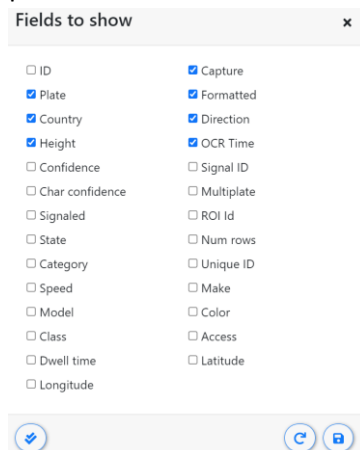 Fields to show
ID
Capture
Plate
Formatted
Country
Direction
Height
OCR Time
Confidence
Signal ID
Char confidence
Multiplate
Signaled
ROI Id
State
Num rows
Category
Unique ID
Speed
Make
Model
Color
Class
Access
Dwell time
Latitude
Longitude